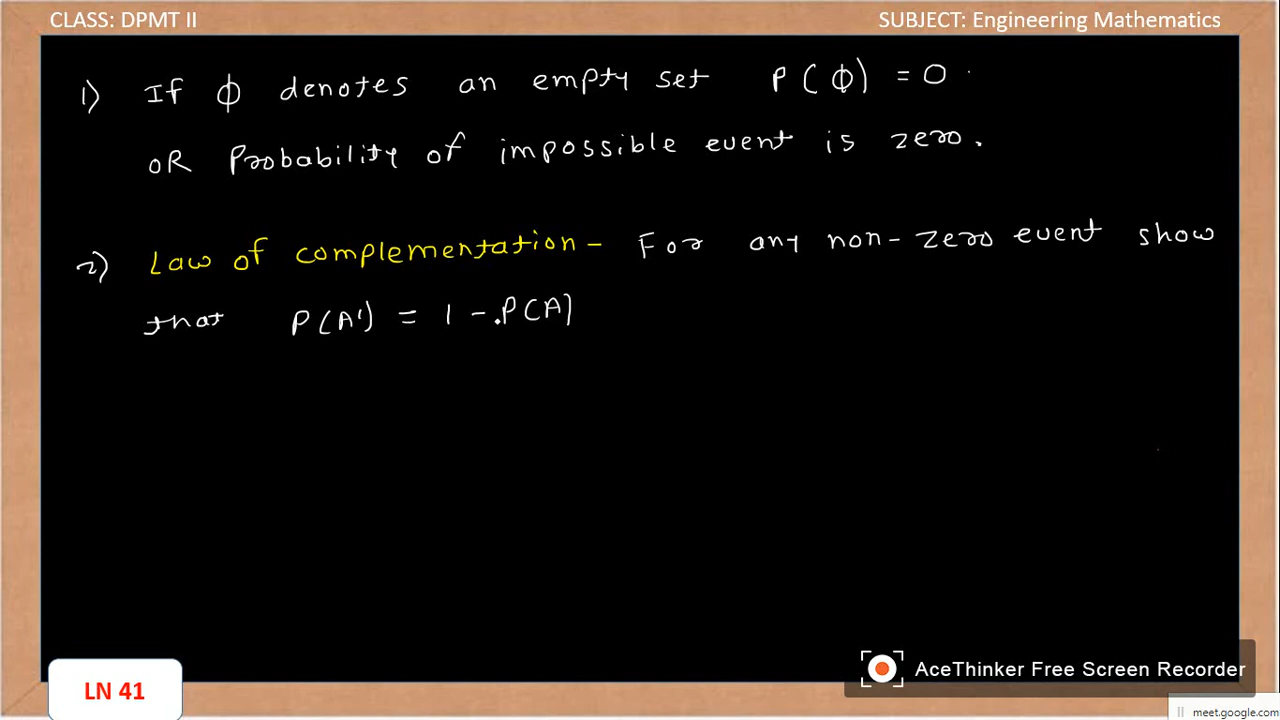 CLASS: DPMT II
SUBJECT: Engineering Mathematics
1) If ϕ denotes an empty set P(ϕ) = 0.
OR Probability of impossible event is zero.
2) Law of complementation - For any non-zero event show
that P(A') = 1 - P(A)
LN 41
AceThinker Free Screen Recorder
meet.google.com